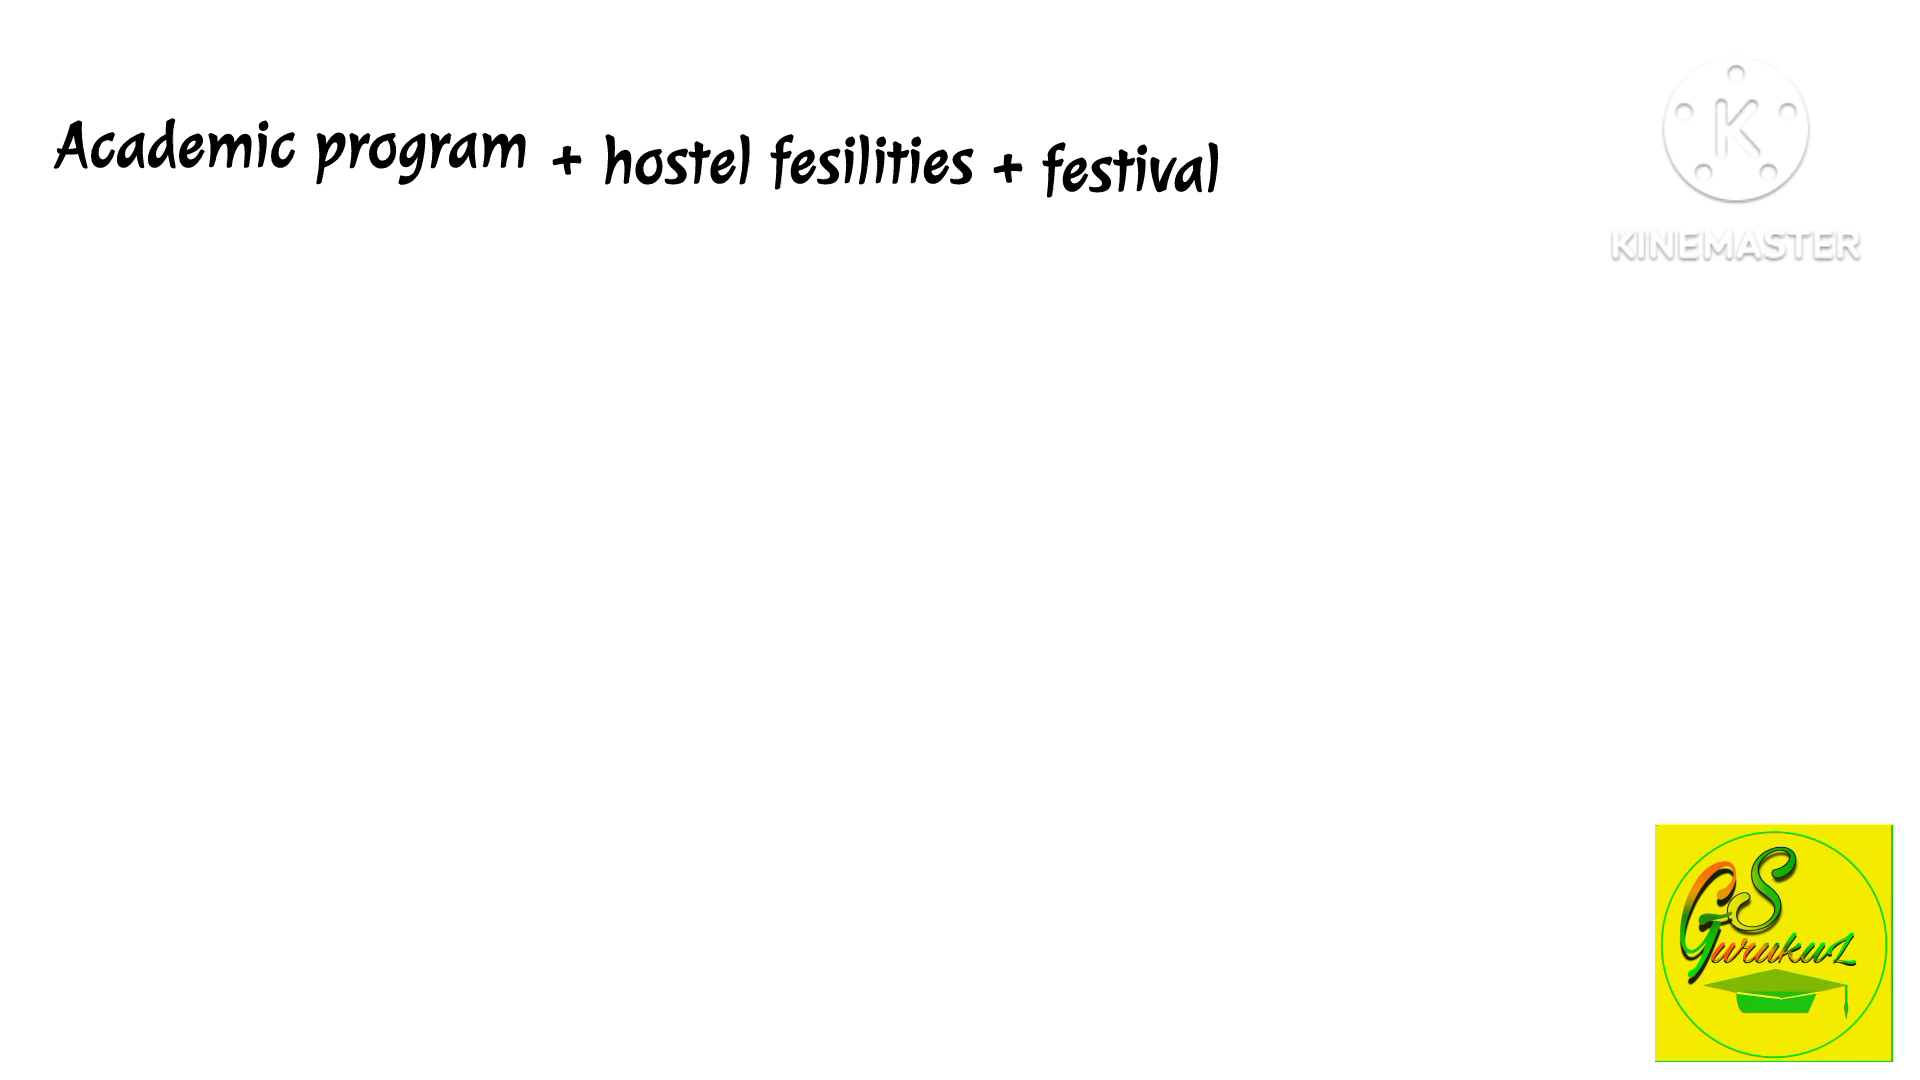 Academic program + hostel fesilities + festival
KINEMASTER
GS
Gurukul